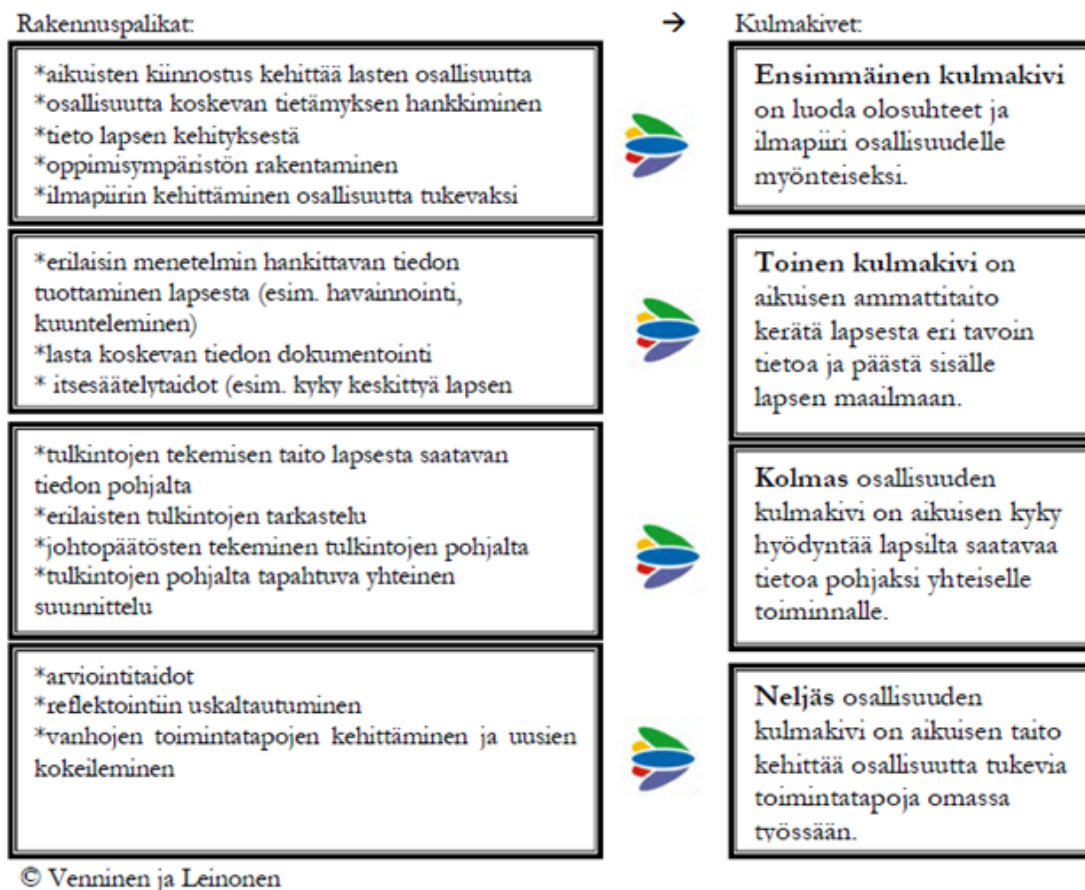 Rakennuspalikat:
→
Kulmakivet:
*aikuisten kiinnostus kehittää lasten osallisuutta
*osallisuutta koskevan tietämyksen hankkiminen
*tieto lapsen kehityksestä
*oppimisympäristön rakentaminen
*ilmapiirin kehittäminen osallisuutta tukevaksi
Ensimmäinen kulmakivi
on luoda olosuhteet ja
ilmapiiri osallisuudelle
myönteiseksi.
*erilaisin menetelmin hankittavan tiedon
tuottaminen lapsesta (esim. havainnointi,
kuunteleminen)
*lasta koskevan tiedon dokumentointi
* itsesäätelytaidot (esim. kyky keskittyä lapsen
Toinen kulmakivi on
aikuisen ammattitaito
kerätä lapsesta eri tavoin
tietoa ja päästä sisälle
lapsen maailmaan.
*tulkintojen tekemisen taito lapsesta saatavan
tiedon pohjalta
*erilaisten tulkintojen tarkastelu
*johtopäätösten tekeminen tulkintojen pohjalta
*tulkintojen pohjalta tapahtuva yhteinen
suunnittelu
Kolmas osallisuuden
kulmakivi on aikuisen kyky
hyödyntää lapsilta saatavaa
tietoa pohjaksi yhteiselle
toiminnalle.
*arviointitaidot
*reflektointiin uskaltautuminen
*vanhojen toimintatapojen kehittäminen ja uusien
kokeileminen
Neljäs osallisuuden
kulmakivi on aikuisen taito
kehittää osallisuutta tukevia
toimintatapoja omassa
työssään.
© Venninen ja Leinonen